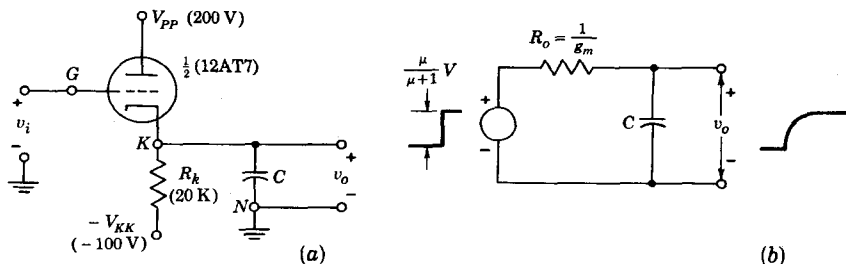 V_PP (200 V)
G
½ (12AT7)
+
v_i
-
K
+
R_k
(20 K)
C
v_o
N
-
- V_KK
(-100 V)
(a)
R_o = 1/g_m
μ/(μ+1) V
+
-
C
+
v_o
-
(b)